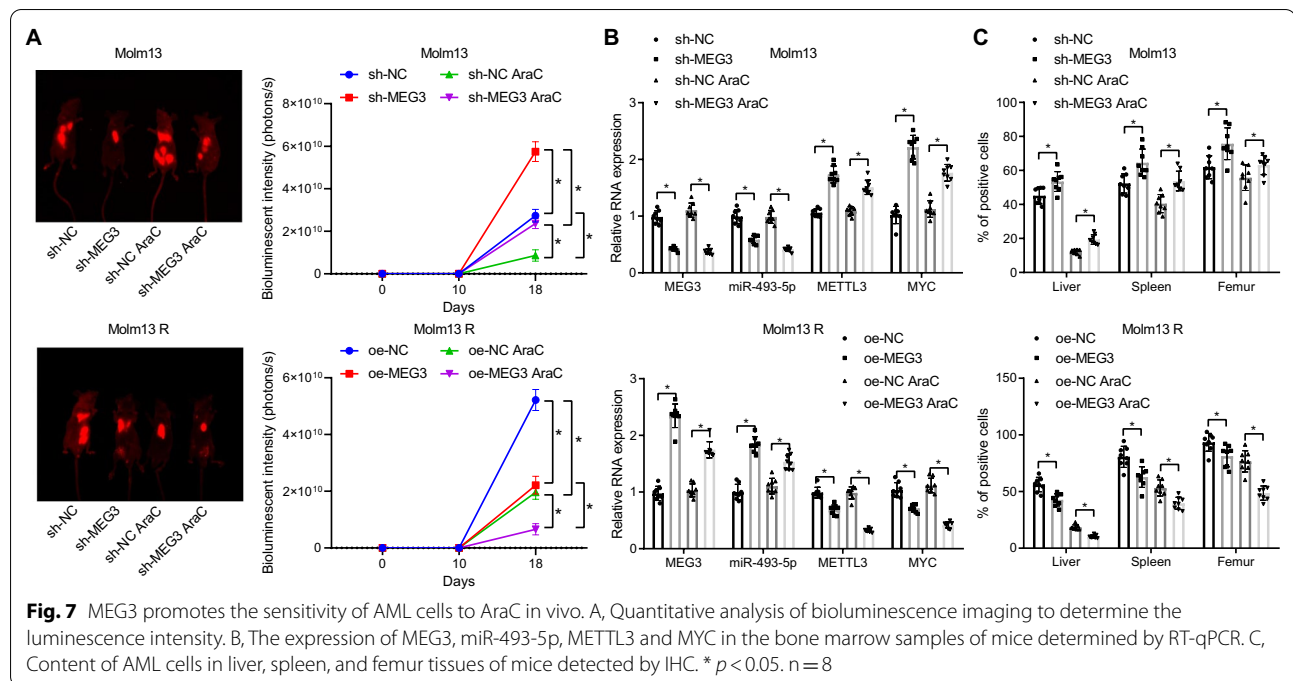 A
Molm13
sh-NC
sh-MEG3
sh-NC AraC
sh-MEG3 AraC
Molm13
sh-NC
sh-NC AraC
sh-MEG3
sh-MEG3 AraC
Bioluminescent intensity (photons/s)
8×10¹⁰
6×10¹⁰
4×10¹⁰
2×10¹⁰
0
0
10
18
Days
*
*
*
*
Molm13 R
sh-NC
sh-MEG3
sh-NC AraC
sh-MEG3 AraC
Molm13 R
oe-NC
oe-NC AraC
oe-MEG3
oe-MEG3 AraC
Bioluminescent intensity (photons/s)
6×10¹⁰
4×10¹⁰
2×10¹⁰
0
0
10
18
Days
*
*
*
*
B
sh-NC
Molm13
sh-MEG3
sh-NC AraC
sh-MEG3 AraC
Relative RNA expression
3
2
1
0
* * * * * * * *
MEG3 miR-493-5p METTL3 MYC
Molm13 R
oe-NC
oe-MEG3
oe-NC AraC
oe-MEG3 AraC
Relative RNA expression
3
2
1
0
* * * * * * * *
MEG3 miR-493-5p METTL3 MYC
C
sh-NC
Molm13
sh-MEG3
sh-NC AraC
sh-MEG3 AraC
% of positive cells
100
80
60
40
20
0
* * * * * *
Liver Spleen Femur
Molm13 R
oe-NC
oe-MEG3
oe-NC AraC
oe-MEG3 AraC
% of positive cells
150
100
50
0
* * * * * *
Liver Spleen Femur
Fig. 7 MEG3 promotes the sensitivity of AML cells to AraC in vivo. A, Quantitative analysis of bioluminescence imaging to determine the
luminescence intensity. B, The expression of MEG3, miR-493-5p, METTL3 and MYC in the bone marrow samples of mice determined by RT-qPCR. C,
Content of AML cells in liver, spleen, and femur tissues of mice detected by IHC. * p < 0.05. n = 8